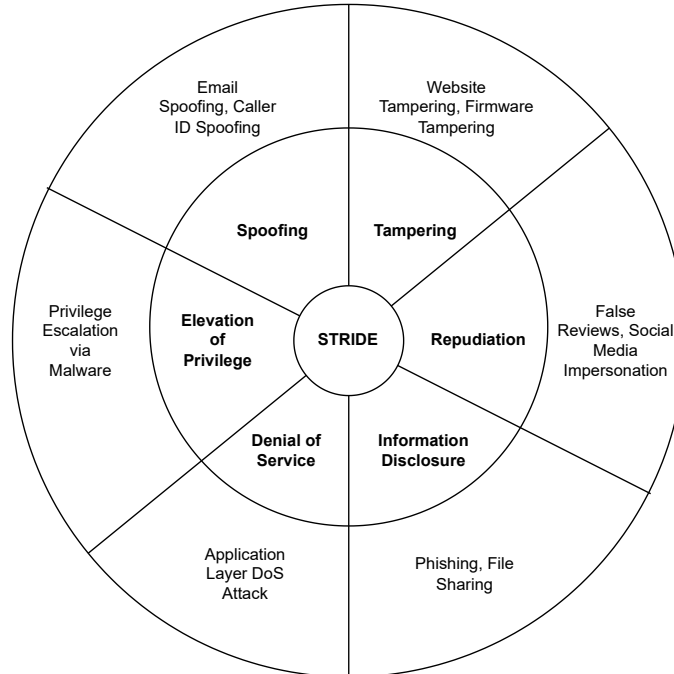 Email
Spoofing, Caller
ID Spoofing
Website
Tampering, Firmware
Tampering
Spoofing
Tampering
Privilege
Escalation
via
Malware
Elevation
of
Privilege
STRIDE
Repudiation
False
Reviews, Social
Media
Impersonation
Denial of
Service
Information
Disclosure
Application
Layer DoS
Attack
Phishing, File
Sharing